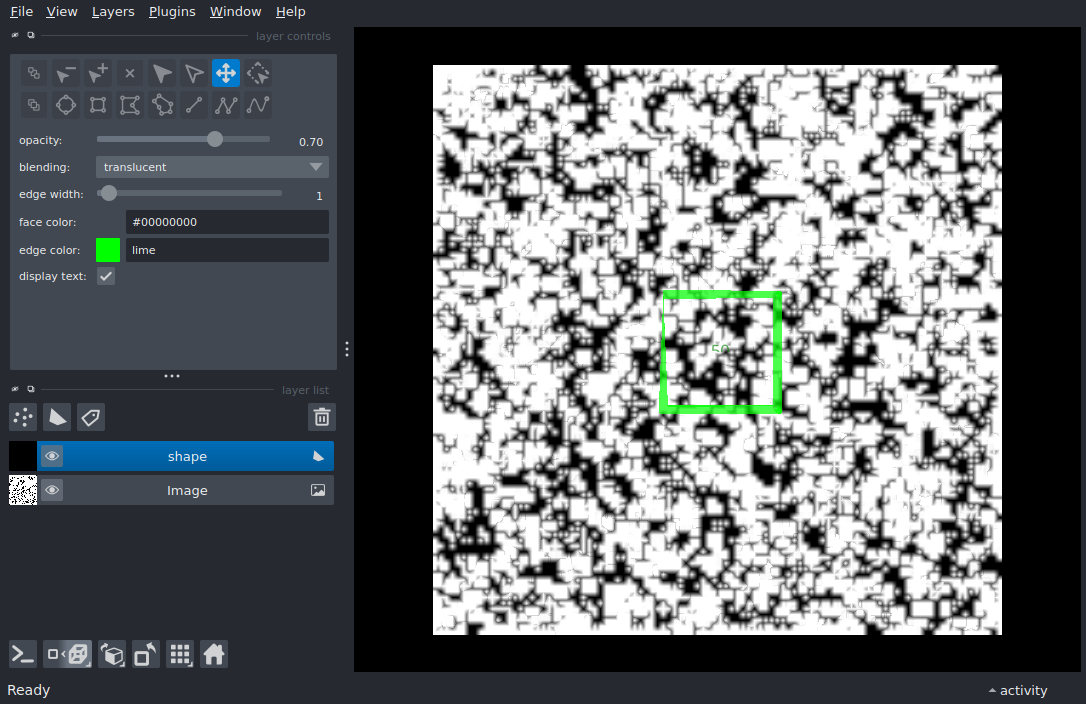 File View Layers Plugins Window Help
layer controls
opacity: 0.70
blending: translucent
edge width: 1
face color: #00000000
edge color: lime
display text:
50
layer list
shape
Image
Ready
activity